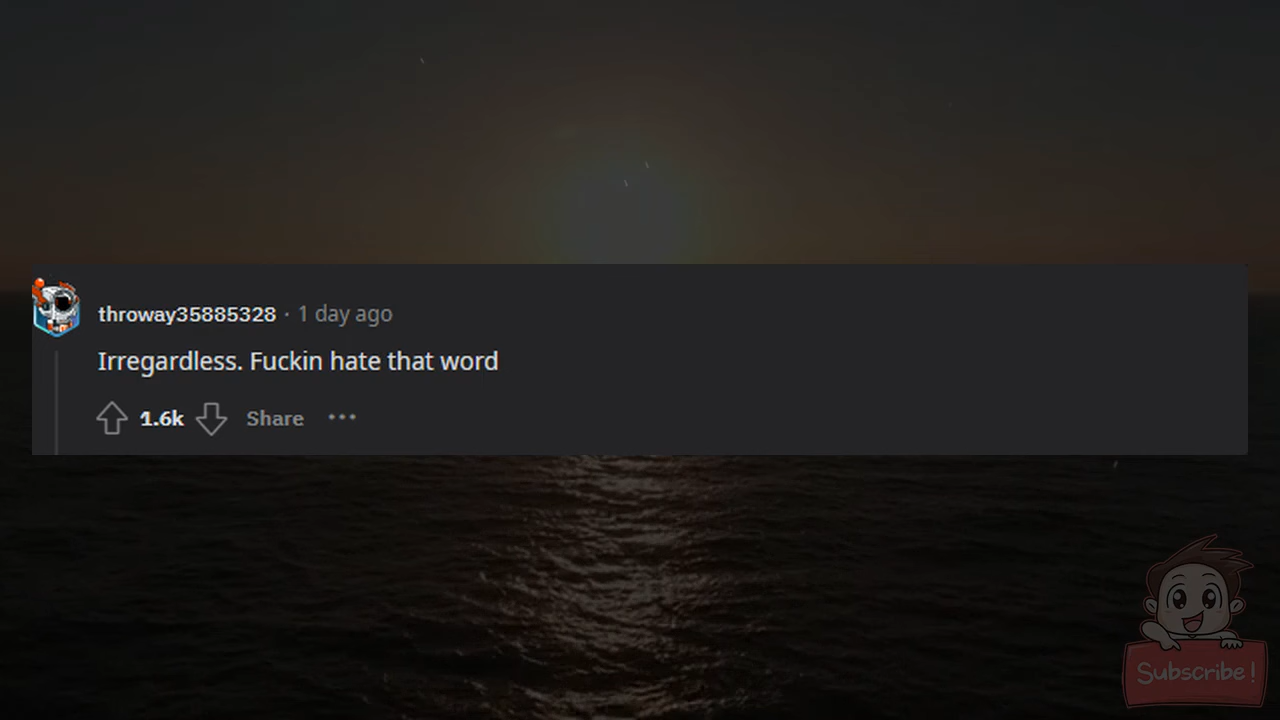 throway35885328 · 1 day ago
Irregardless. Fuckin hate that word
1.6k Share •••
Subscribe!